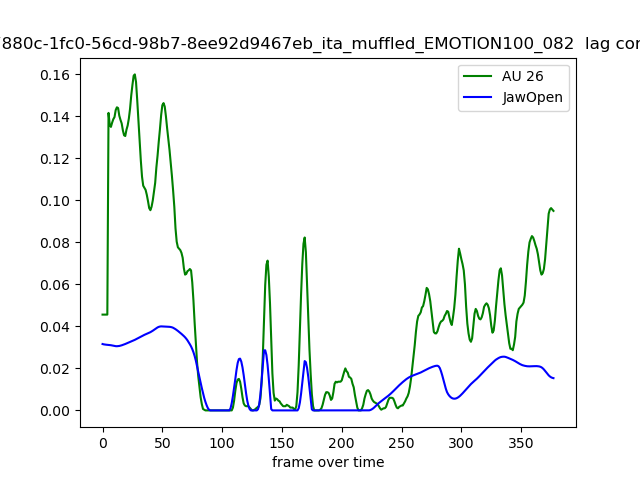 880c-1fc0-56cd-98b7-8ee92d9467eb_ita_muffled_EMOTION100_082 lag
AU 26
JawOpen
0.16
0.14
0.12
0.10
0.08
0.06
0.04
0.02
0.00
0 50 100 150 200 250 300 350
frame over time